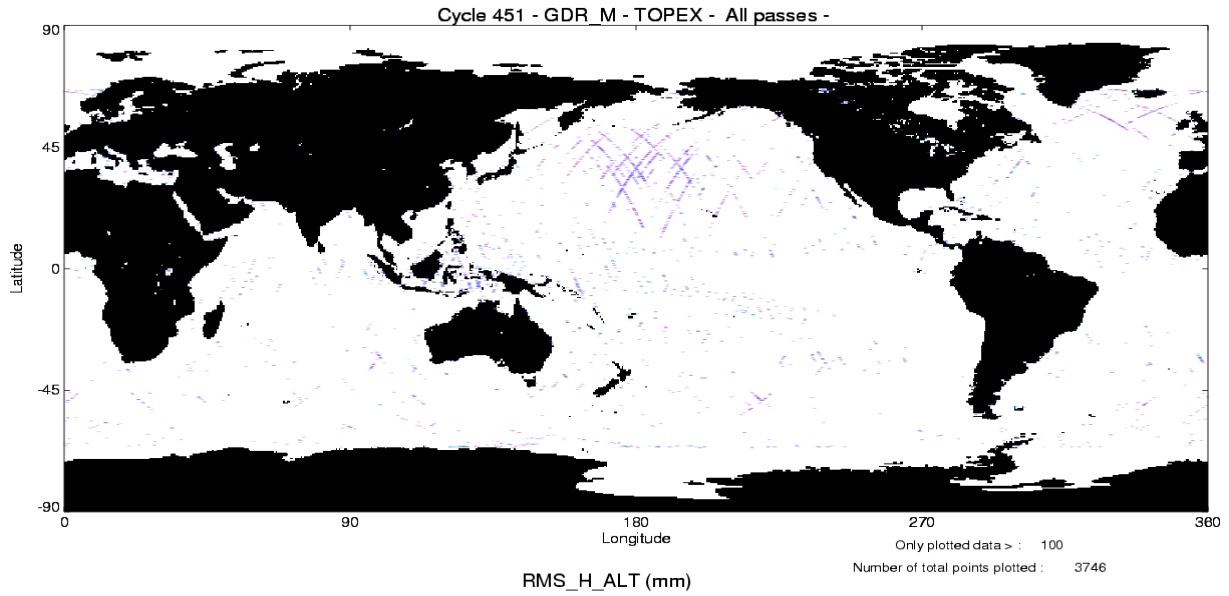 Cycle 451 - GDR_M - TOPEX - All passes -
90
45
0
-45
-90
Latitude
0 90 180 270 360
Longitude
Only plotted data > : 100
Number of total points plotted : 3746
RMS_H_ALT (mm)